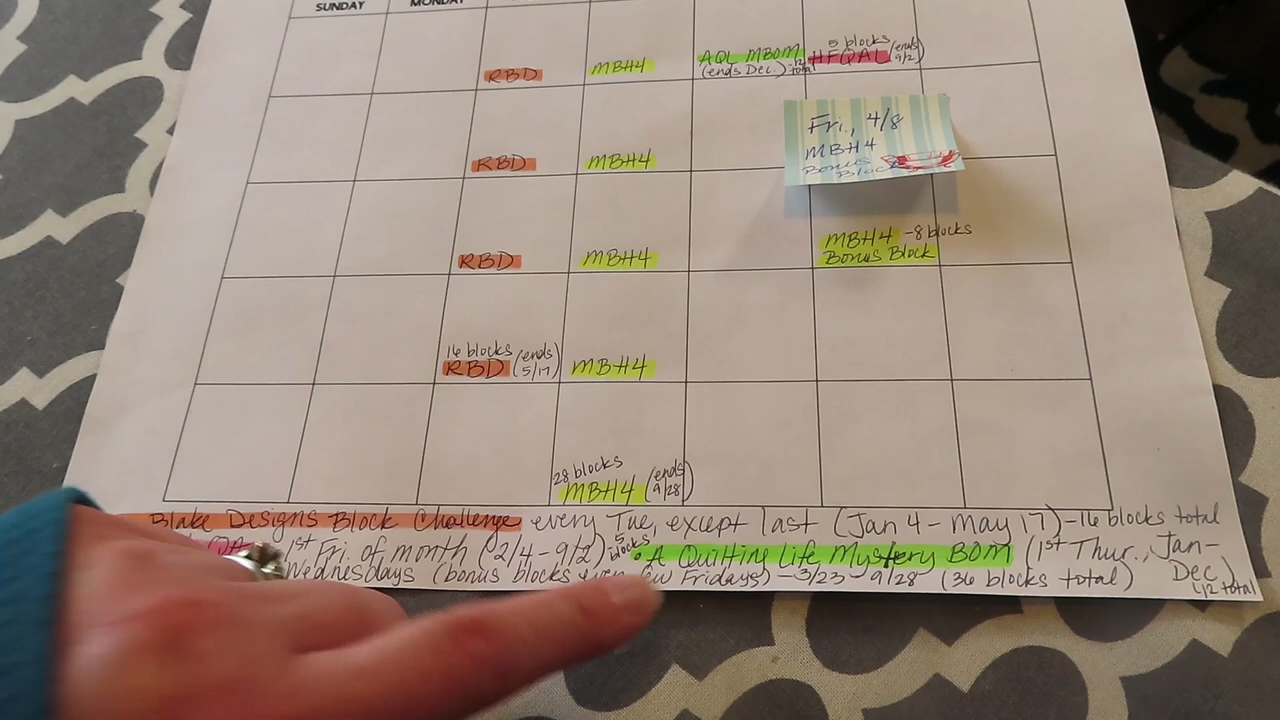 SUNDAY MONDAY
RBD MBH4 AQL MBOM (ends Dec.) -12 total 5 blocks HFQAL (ends 9/2)
Fri., 4/8
MBH4
Bonus
Block
RBD MBH4
RBD MBH4 MBH4 -8 blocks
Bonus Block
16 blocks
RBD (ends 5/17) MBH4
28 blocks
MBH4 (ends 9/28)
Blake Designs Block Challenge every Tue, except last (Jan 4 - May 17) -16 blocks total
1st Fri. of month (2/4 - 9/2) 5 blocks • A Quilting Life Mystery BOM (1st Thur., Jan-Dec) 12 total
Wednesdays (bonus blocks every few Fridays) - 3/23 - 9/28 (36 blocks total)